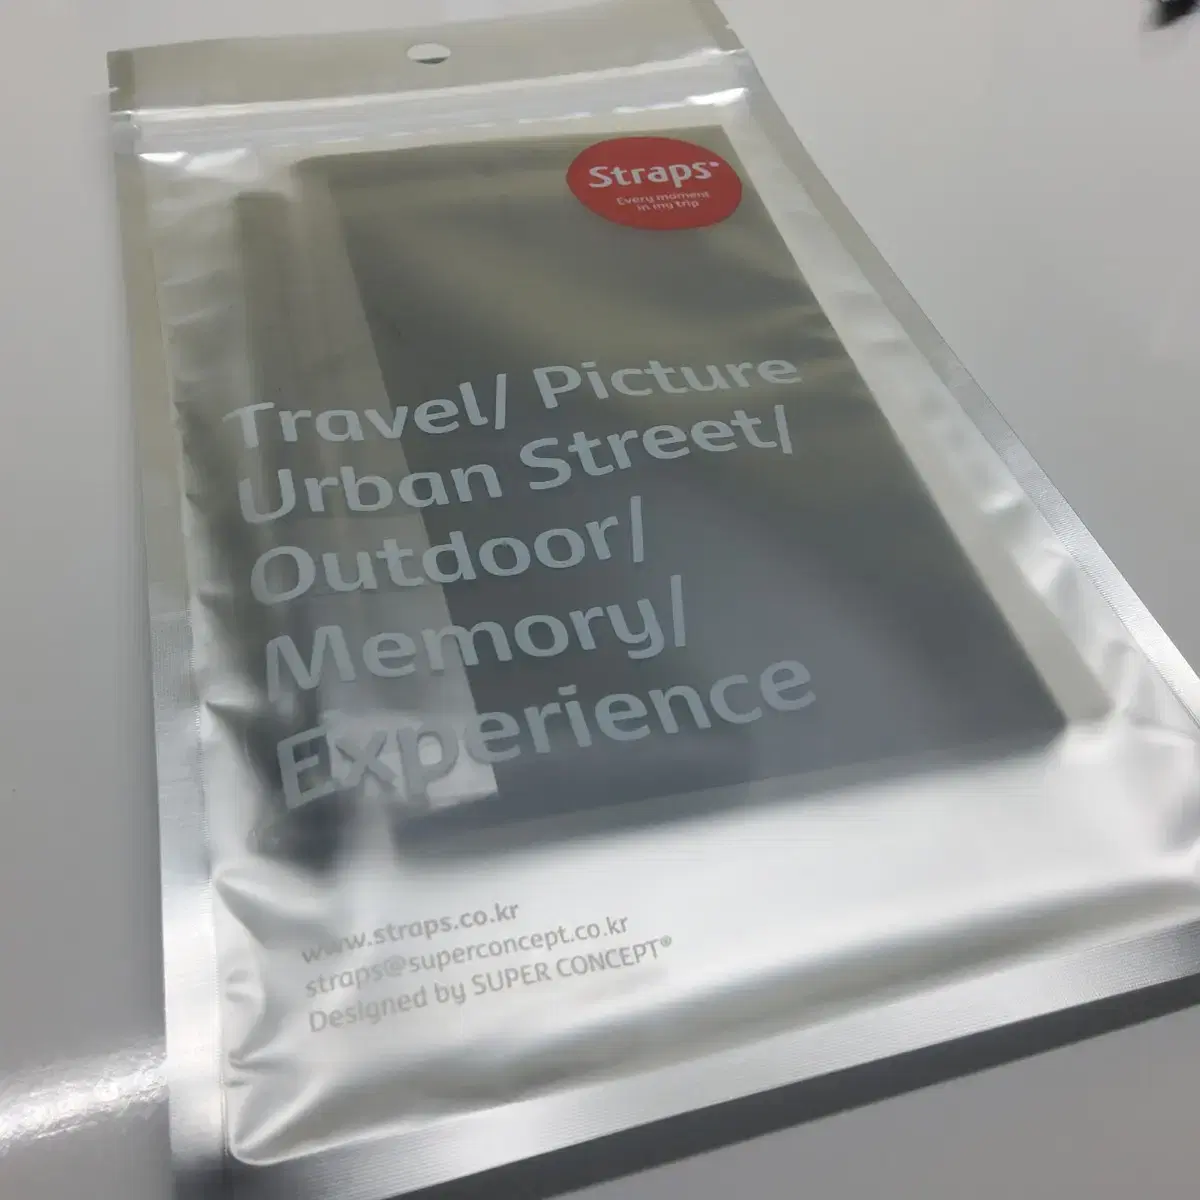 Straps®
Every moment
in my trip
Travel/ Picture
Urban Street/
Outdoor/
Memory/
Experience
www.straps.co.kr
straps@superconcept.co.kr
Designed by SUPER CONCEPT®